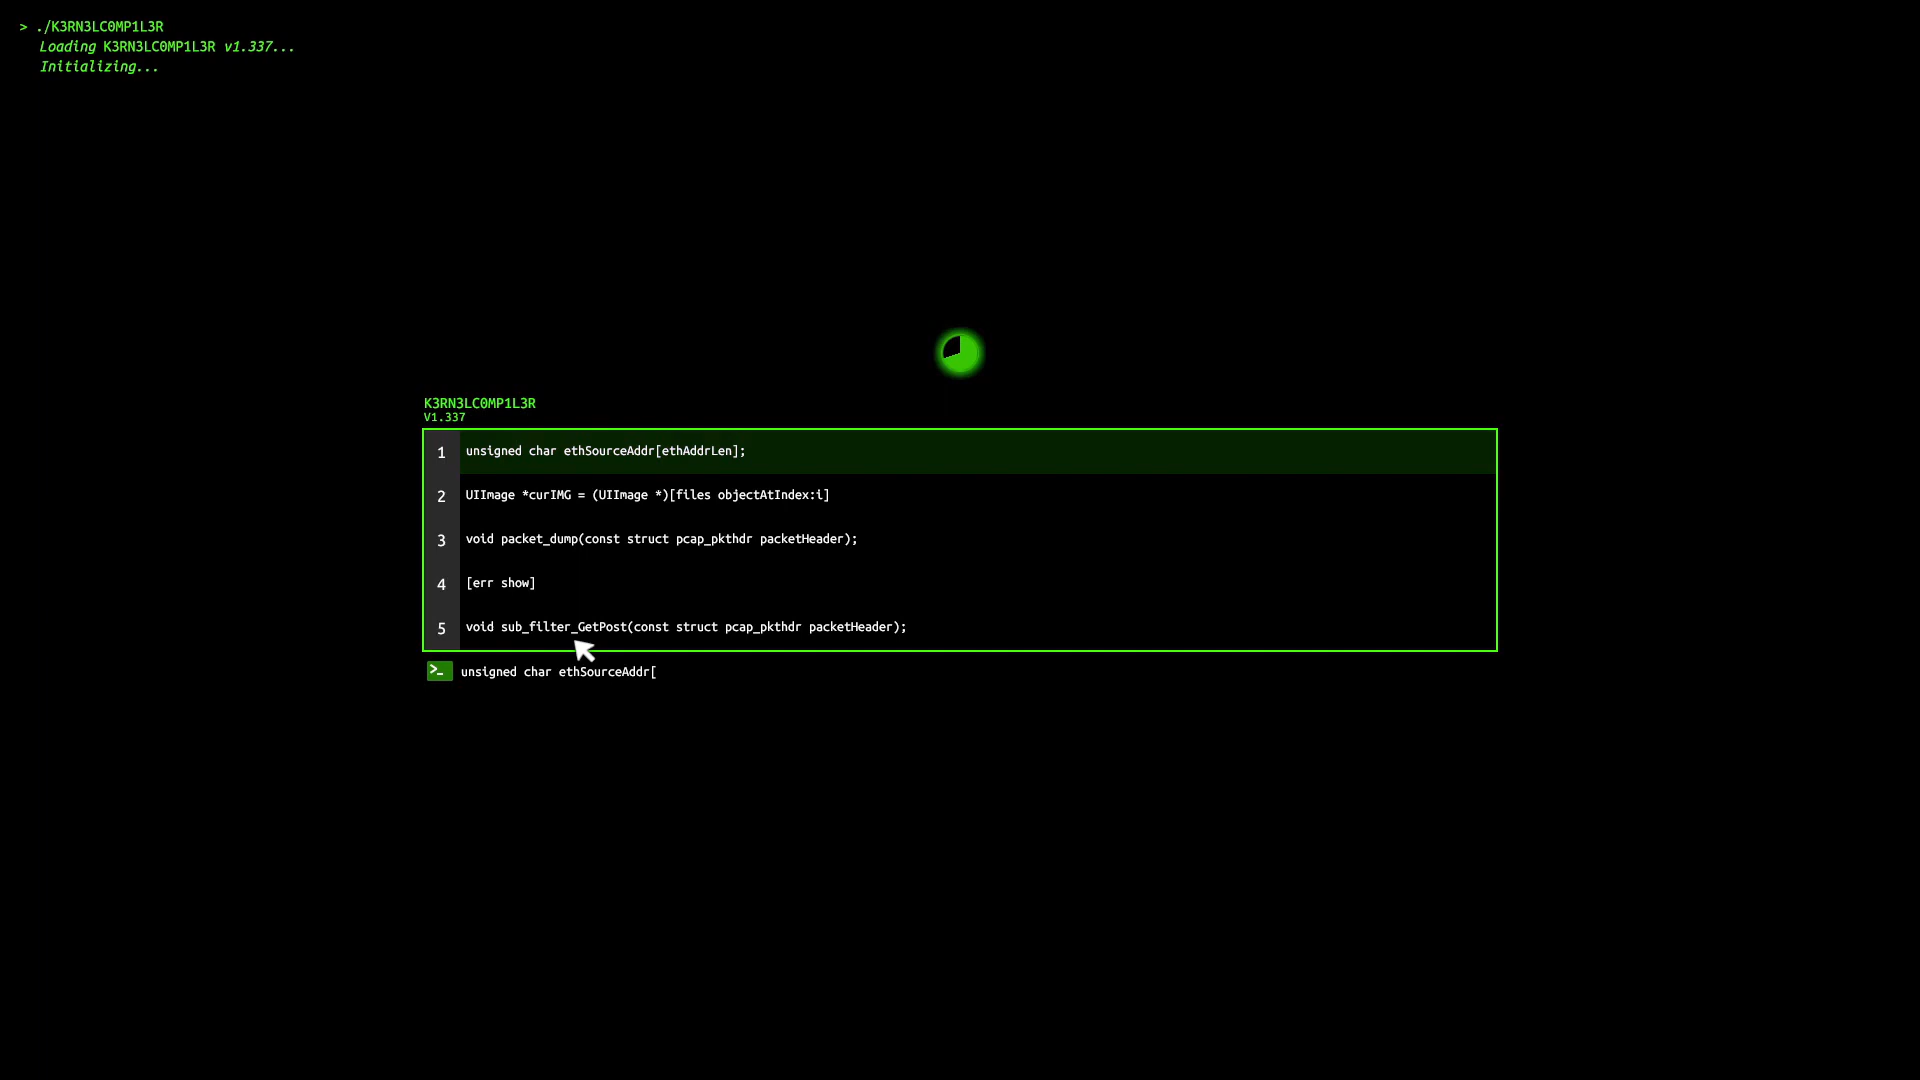 > ./K3RN3LC0MP1L3R
Loading K3RN3LC0MP1L3R v1.337...
Initializing...
K3RN3LC0MP1L3R
V1.337
1 unsigned char ethSourceAddr[ethAddrLen];
2 UIImage *curIMG = (UIImage *)[files objectAtIndex:i]
3 void packet_dump(const struct pcap_pkthdr packetHeader);
4 [err show]
5 void sub_filter_GetPost(const struct pcap_pkthdr packetHeader);
>_ unsigned char ethSourceAddr[